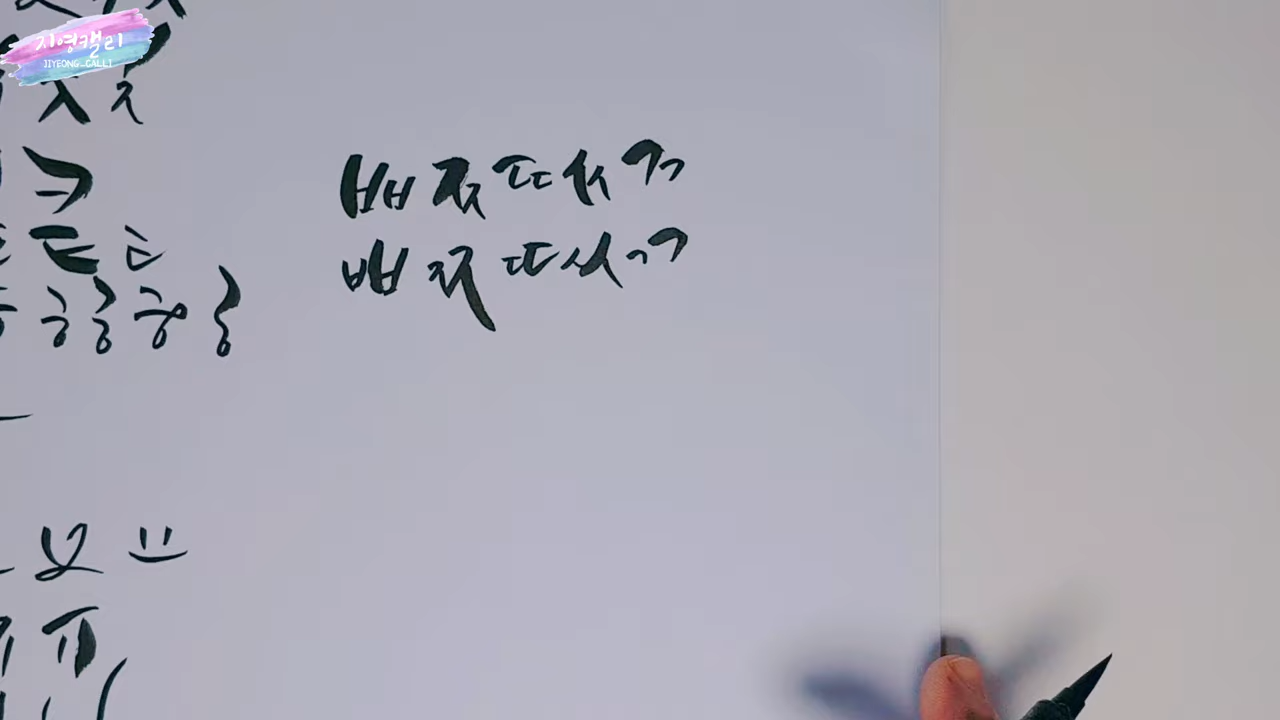 지영캘리
JIYEONG_CALLI
ㅅ ㅈ
ㅋ
ㅌ ㅌ
ㅎ ㅎ ㅎ ㅎ
ㅃ ㅉ ㄸ ㅆ ㄲ
ㅃ ㅉ ㄸ ㅆ ㄲ
ㅡ
ㅛ ㅛ
ㅠ